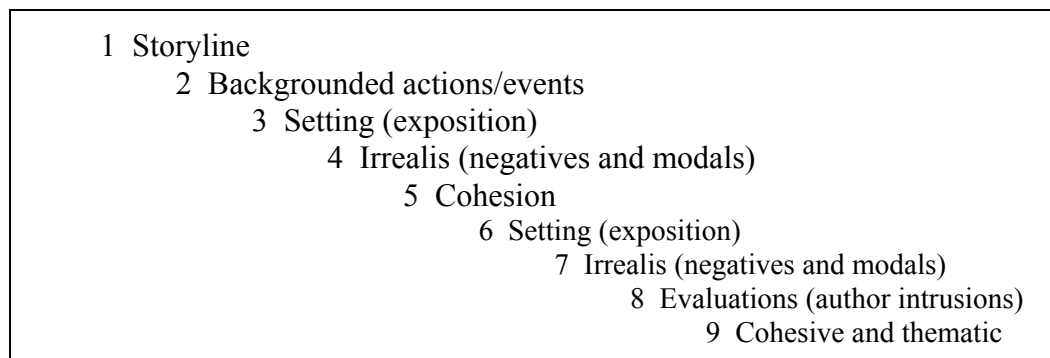 1 Storyline
2 Backgrounded actions/events
3 Setting (exposition)
4 Irrealis (negatives and modals)
5 Cohesion
6 Setting (exposition)
7 Irrealis (negatives and modals)
8 Evaluations (author intrusions)
9 Cohesive and thematic